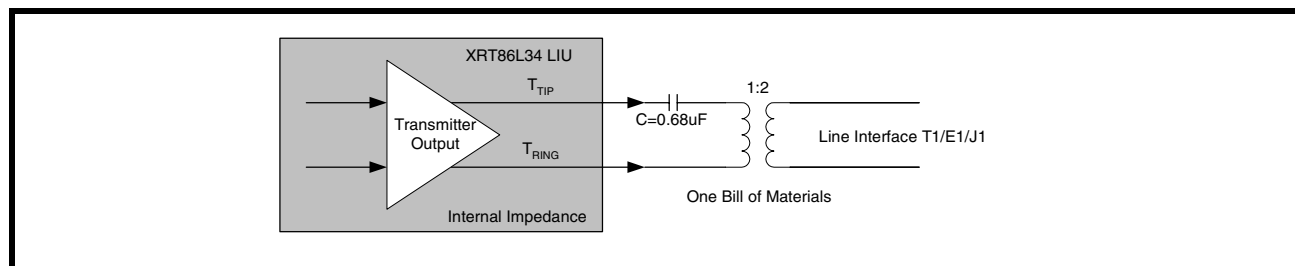 XRT86L34 LIU
T_TIP
1:2
C=0.68uF
Transmitter
Output
Line Interface T1/E1/J1
T_RING
One Bill of Materials
Internal Impedance